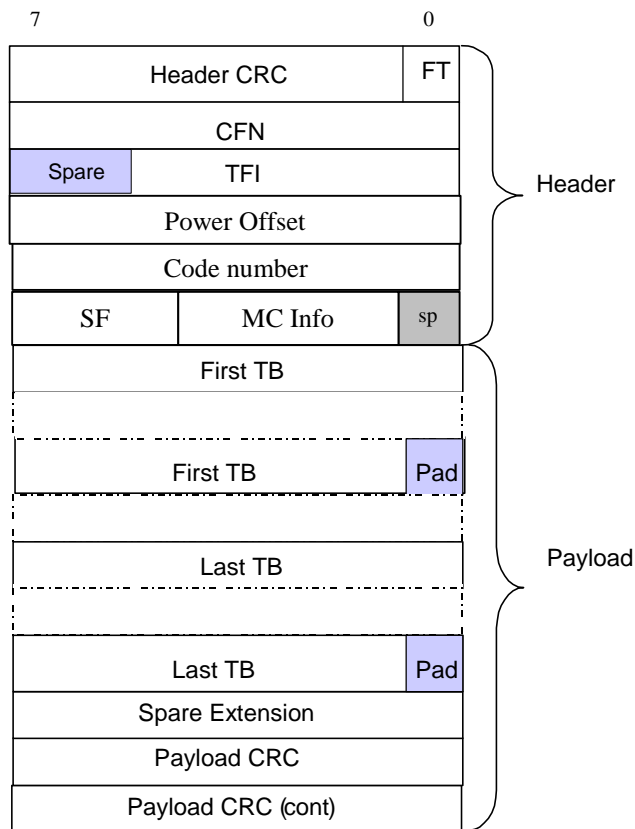 7 0
Header CRC FT
CFN
Spare TFI
Header
Power Offset
Code number
SF MC Info sp
First TB
First TB Pad
Last TB
Payload
Last TB Pad
Spare Extension
Payload CRC
Payload CRC (cont)